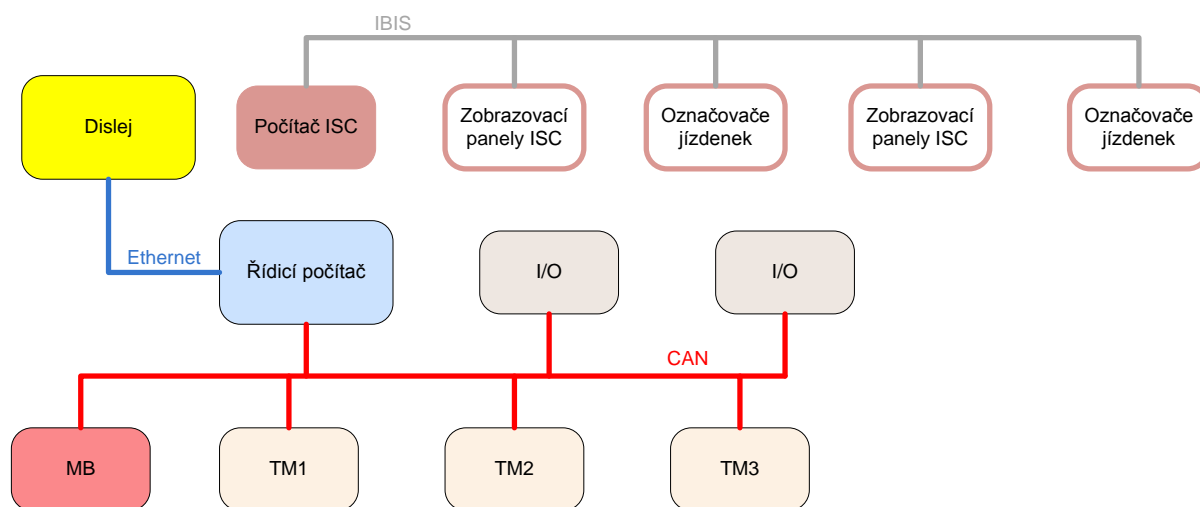 IBIS
Dislej
Počítač ISC
Zobrazovací
panely ISC
Označovače
jízdenek
Zobrazovací
panely ISC
Označovače
jízdenek
Ethernet
Řídicí počítač
I/O
I/O
CAN
MB
TM1
TM2
TM3